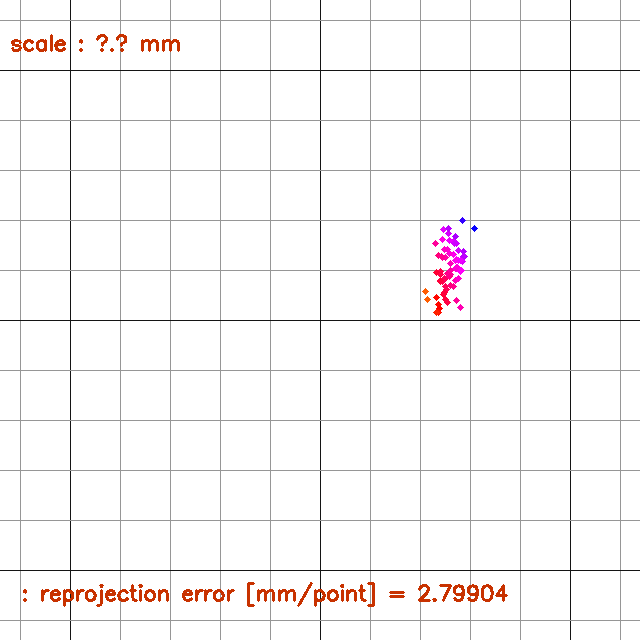 scale : ?.? mm
: reprojection error [mm/point] = 2.79904